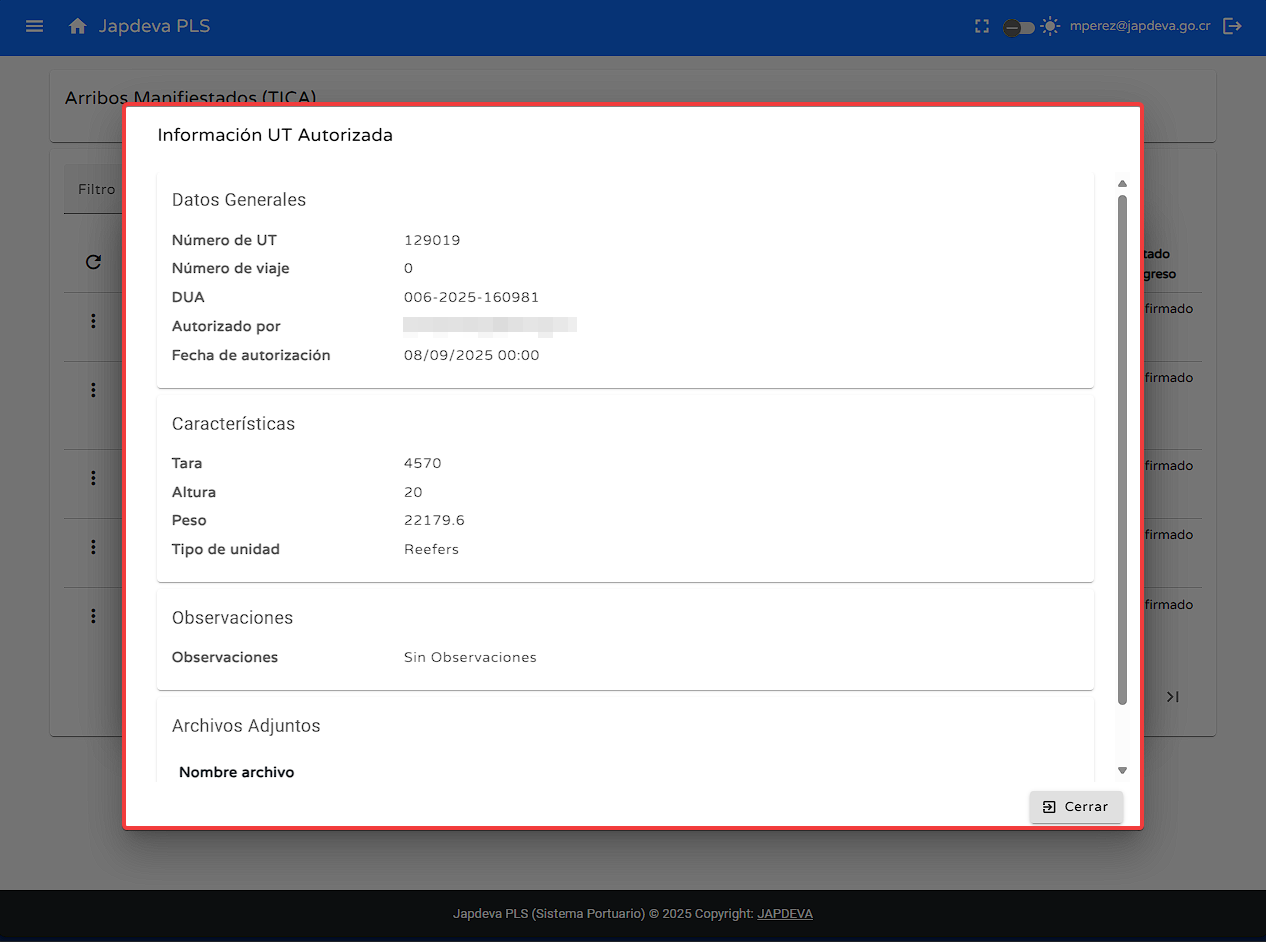 Japdeva PLS
mperez@japdeva.go.cr
Arribos Manifiestados (TICA)
Información UT Autorizada
Filtro
Datos Generales
Número de UT 129019
Número de viaje 0
DUA 006-2025-160981
Autorizado por
Fecha de autorización 08/09/2025 00:00
tado
greso
firmado
firmado
firmado
firmado
firmado
Características
Tara 4570
Altura 20
Peso 22179.6
Tipo de unidad Reefers
Observaciones
Observaciones Sin Observaciones
Archivos Adjuntos
Nombre archivo
Cerrar
Japdeva PLS (Sistema Portuario) © 2025 Copyright: JAPDEVA